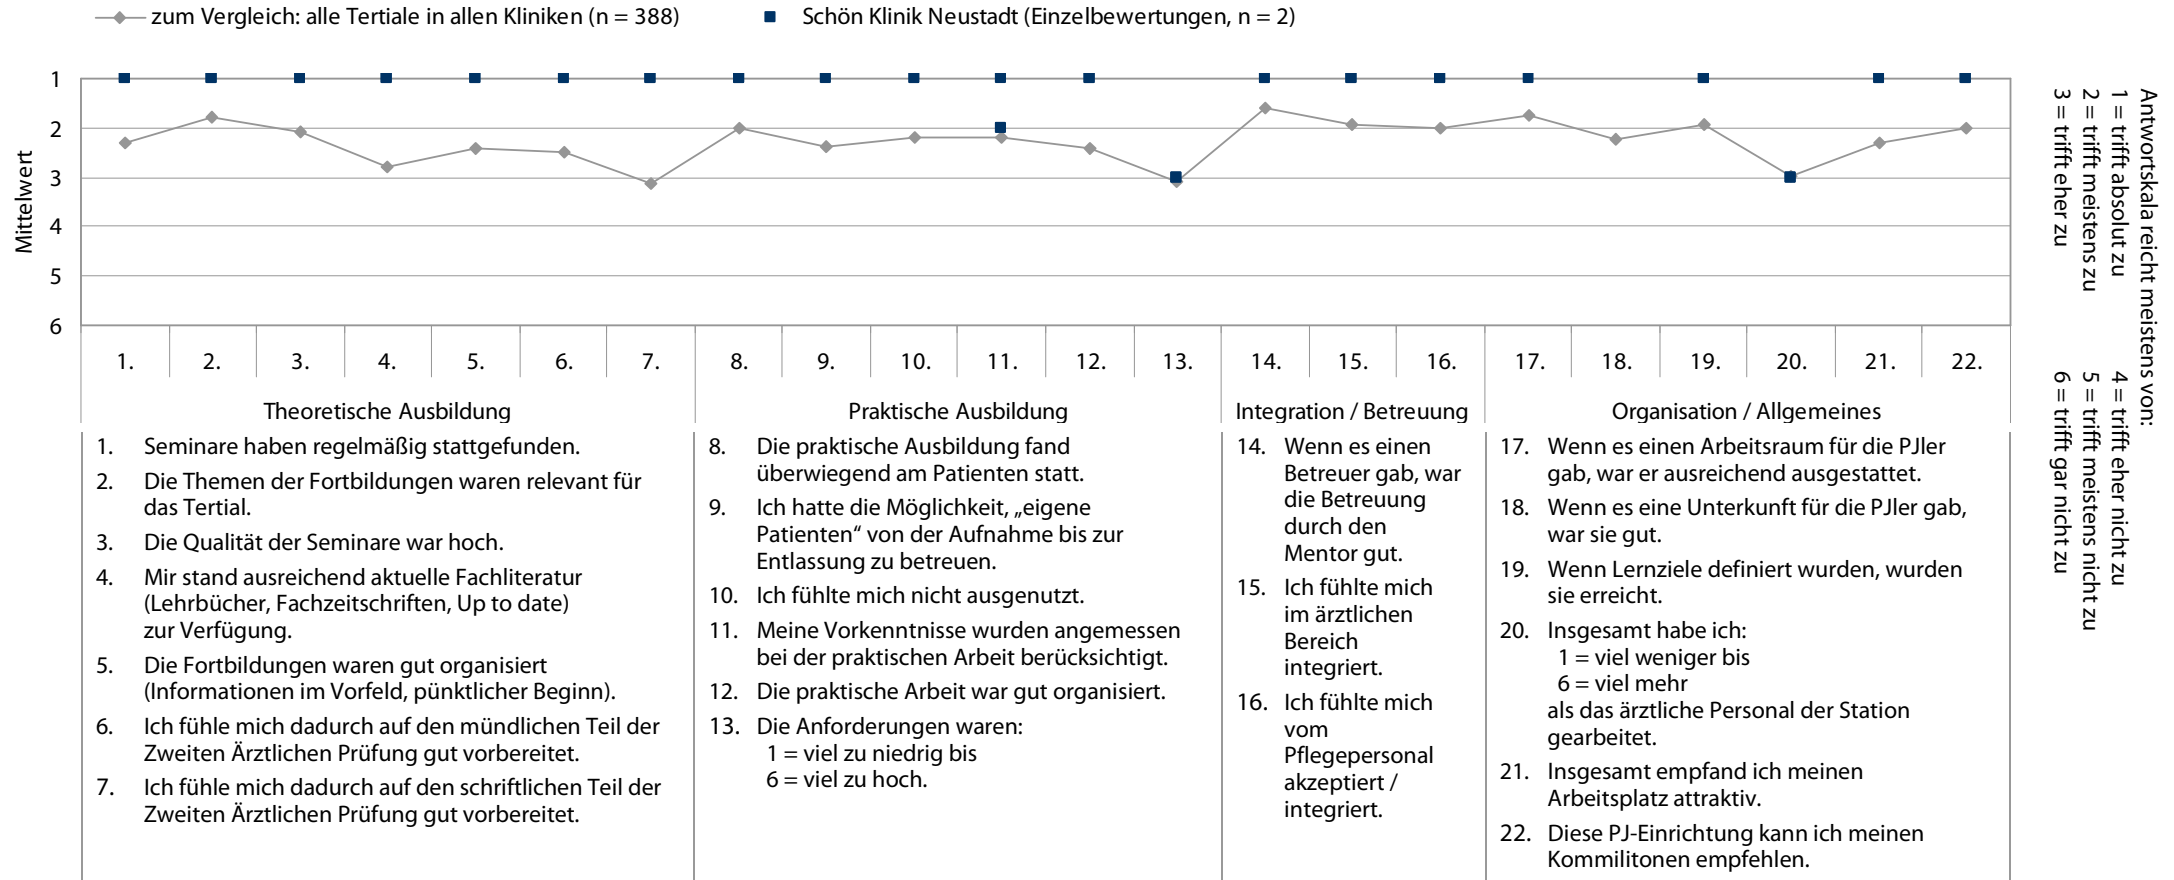 zum Vergleich: alle Tertiale in allen Kliniken (n = 388)
Schön Klinik Neustadt (Einzelbewertungen, n = 2)
Mittelwert
1
2
3
4
5
6
1. 2. 3. 4. 5. 6. 7. 8. 9. 10. 11. 12. 13. 14. 15. 16. 17. 18. 19. 20. 21. 22.
Theoretische Ausbildung
Praktische Ausbildung
Integration / Betreuung
Organisation / Allgemeines
1. Seminare haben regelmäßig stattgefunden.
2. Die Themen der Fortbildungen waren relevant für
das Tertial.
3. Die Qualität der Seminare war hoch.
4. Mir stand ausreichend aktuelle Fachliteratur
(Lehrbücher, Fachzeitschriften, Up to date)
zur Verfügung.
5. Die Fortbildungen waren gut organisiert
(Informationen im Vorfeld, pünktlicher Beginn).
6. Ich fühle mich dadurch auf den mündlichen Teil der
Zweiten Ärztlichen Prüfung gut vorbereitet.
7. Ich fühle mich dadurch auf den schriftlichen Teil der
Zweiten Ärztlichen Prüfung gut vorbereitet.
8. Die praktische Ausbildung fand
überwiegend am Patienten statt.
9. Ich hatte die Möglichkeit, „eigene
Patienten“ von der Aufnahme bis zur
Entlassung zu betreuen.
10. Ich fühlte mich nicht ausgenutzt.
11. Meine Vorkenntnisse wurden angemessen
bei der praktischen Arbeit berücksichtigt.
12. Die praktische Arbeit war gut organisiert.
13. Die Anforderungen waren:
1 = viel zu niedrig bis
6 = viel zu hoch.
14. Wenn es einen
Betreuer gab, war
die Betreuung
durch den
Mentor gut.
15. Ich fühlte mich
im ärztlichen
Bereich
integriert.
16. Ich fühlte mich
vom
Pflegepersonal
akzeptiert /
integriert.
17. Wenn es einen Arbeitsraum für die PJler
gab, war er ausreichend ausgestattet.
18. Wenn es eine Unterkunft für die PJler gab,
war sie gut.
19. Wenn Lernziele definiert wurden, wurden
sie erreicht.
20. Insgesamt habe ich:
1 = viel weniger bis
6 = viel mehr
als das ärztliche Personal der Station
gearbeitet.
21. Insgesamt empfand ich meinen
Arbeitsplatz attraktiv.
22. Diese PJ-Einrichtung kann ich meinen
Kommilitonen empfehlen.
Antwortskala reicht meistens von:
1 = trifft absolut zu
2 = trifft meistens zu
3 = trifft eher zu
4 = trifft eher nicht zu
5 = trifft meistens nicht zu
6 = trifft gar nicht zu